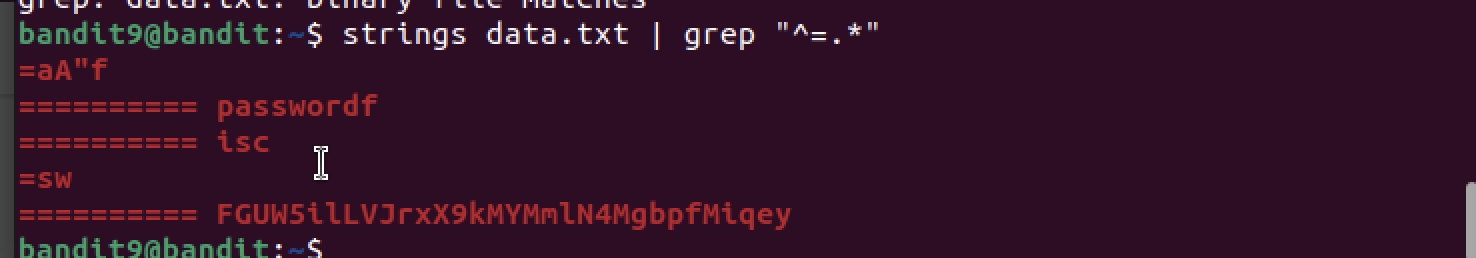 grep: data.txt: binary file matches
bandit9@bandit:~$ strings data.txt | grep "^=.*"
=aA"f
========== passwordf
========== isc
=sw
========== FGUW5ilLVJrxX9kMYMmlN4MgbpfMiqey
bandit9@bandit:~$